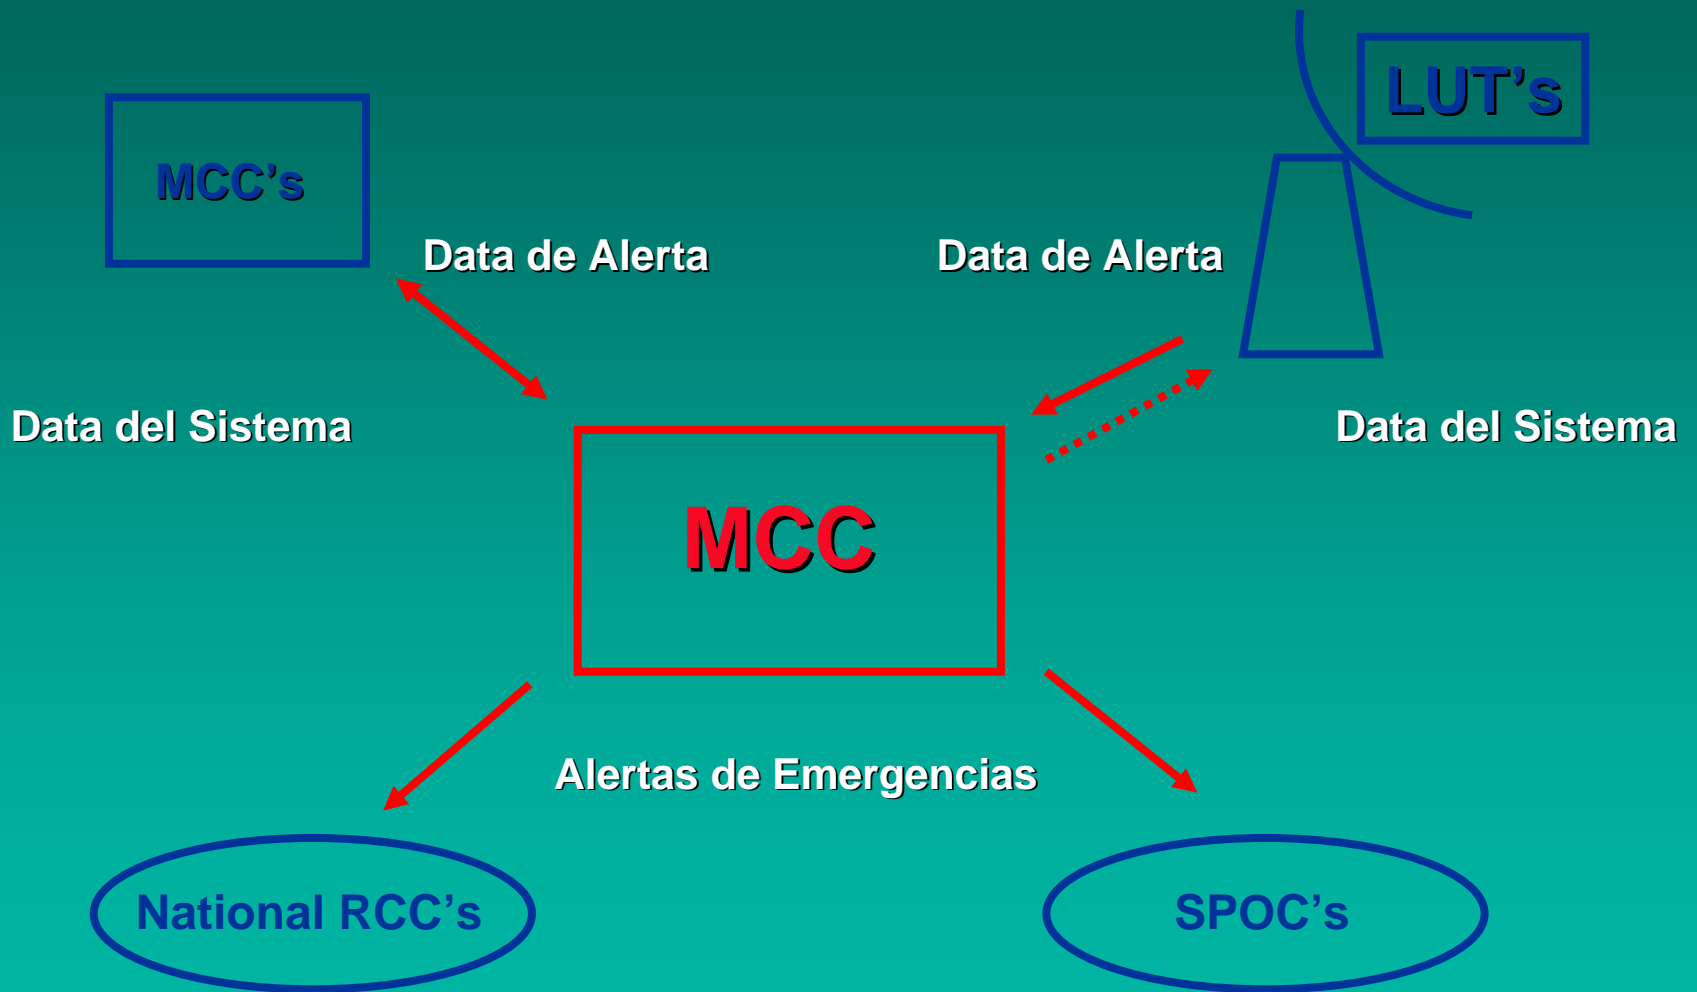 LUT’s
MCC’s
Data de Alerta
Data de Alerta
Data del Sistema
Data del Sistema
MCC
Alertas de Emergencias
National RCC’s
SPOC’s